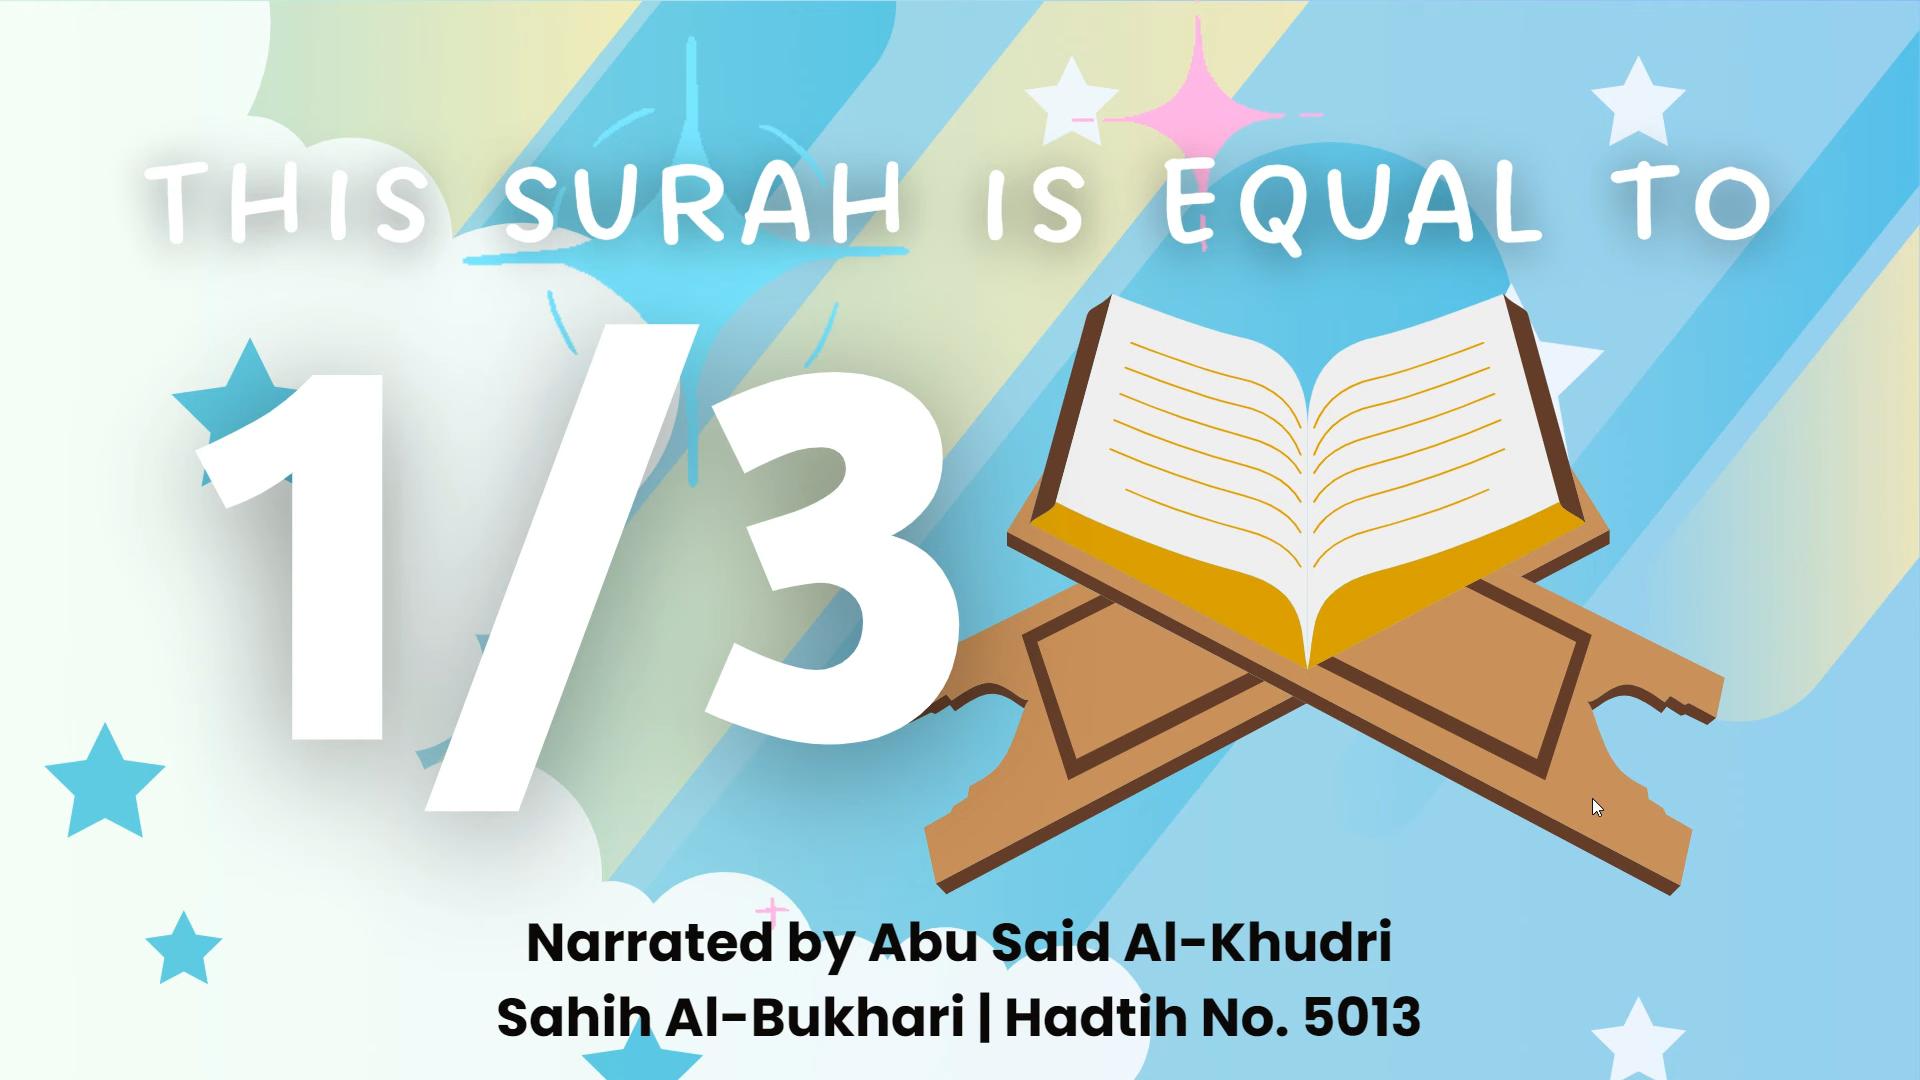 THIS SURAH IS EQUAL TO
1/3
Narrated by Abu Said Al-Khudri
Sahih Al-Bukhari | Hadtih No. 5013